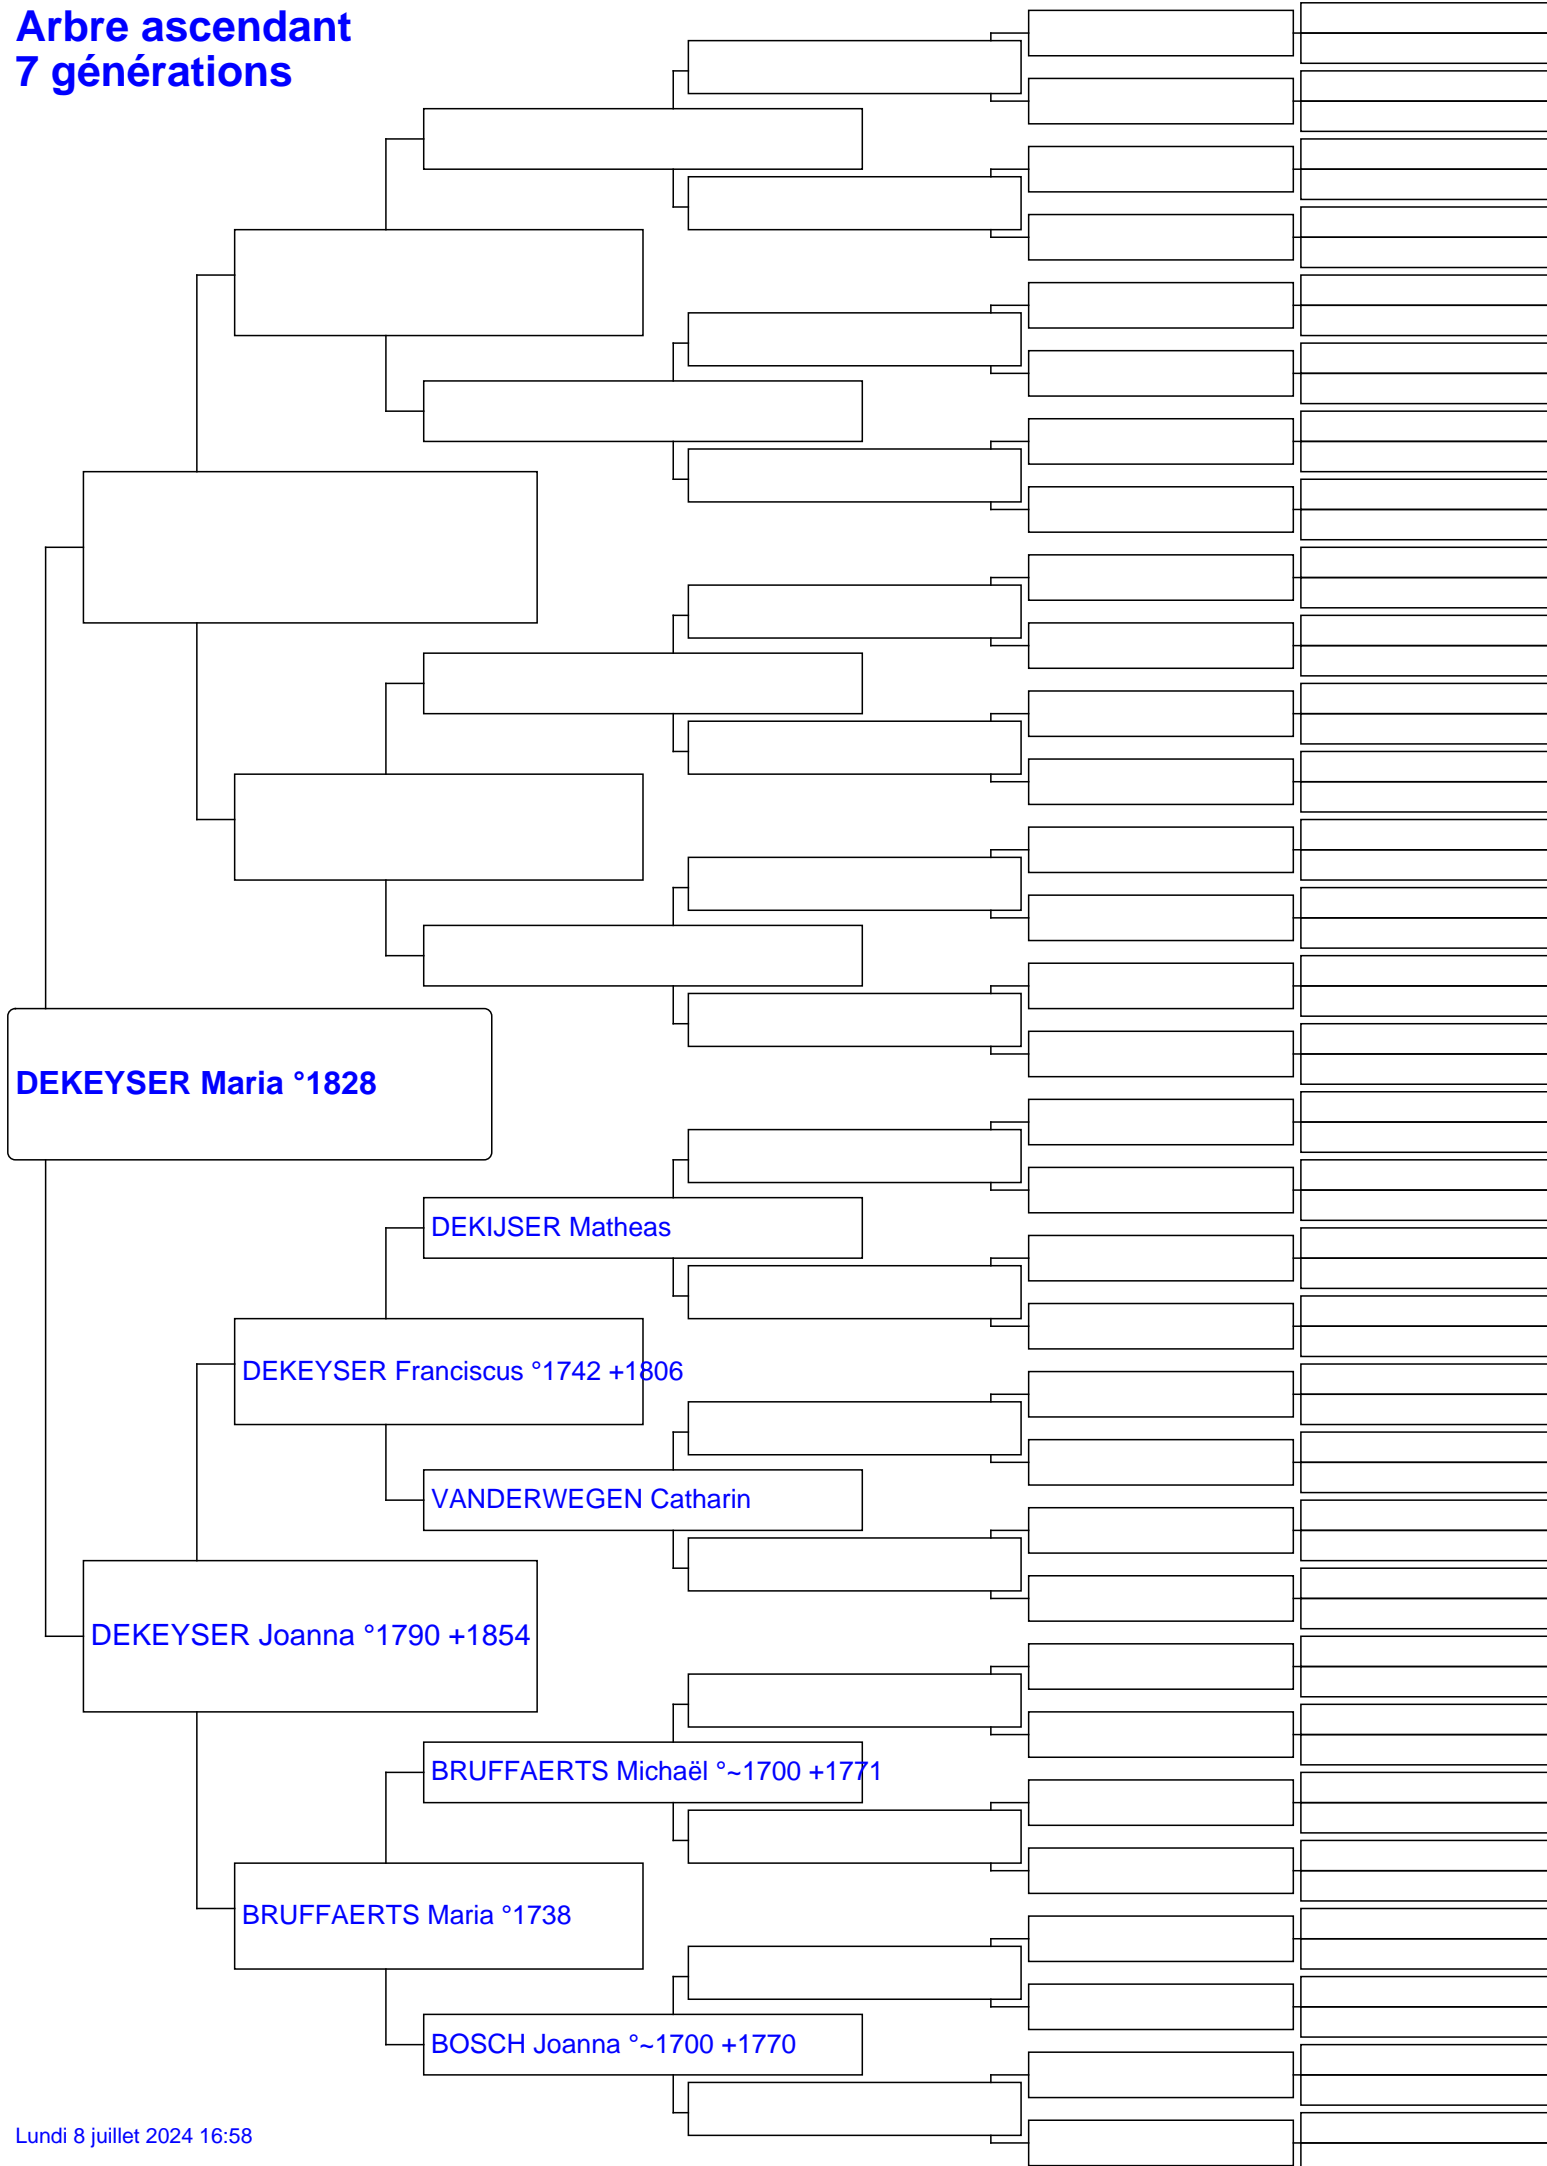 Arbre ascendant
7 générations
DEKEYSER Maria °1828
DEKIJSER Matheas
DEKEYSER Franciscus °1742 +1806
VANDERWEGEN Catharin
DEKEYSER Joanna °1790 +1854
BRUFFAERTS Michaël °~1700 +1771
BRUFFAERTS Maria °1738
BOSCH Joanna °~1700 +1770
Lundi 8 juillet 2024 16:58